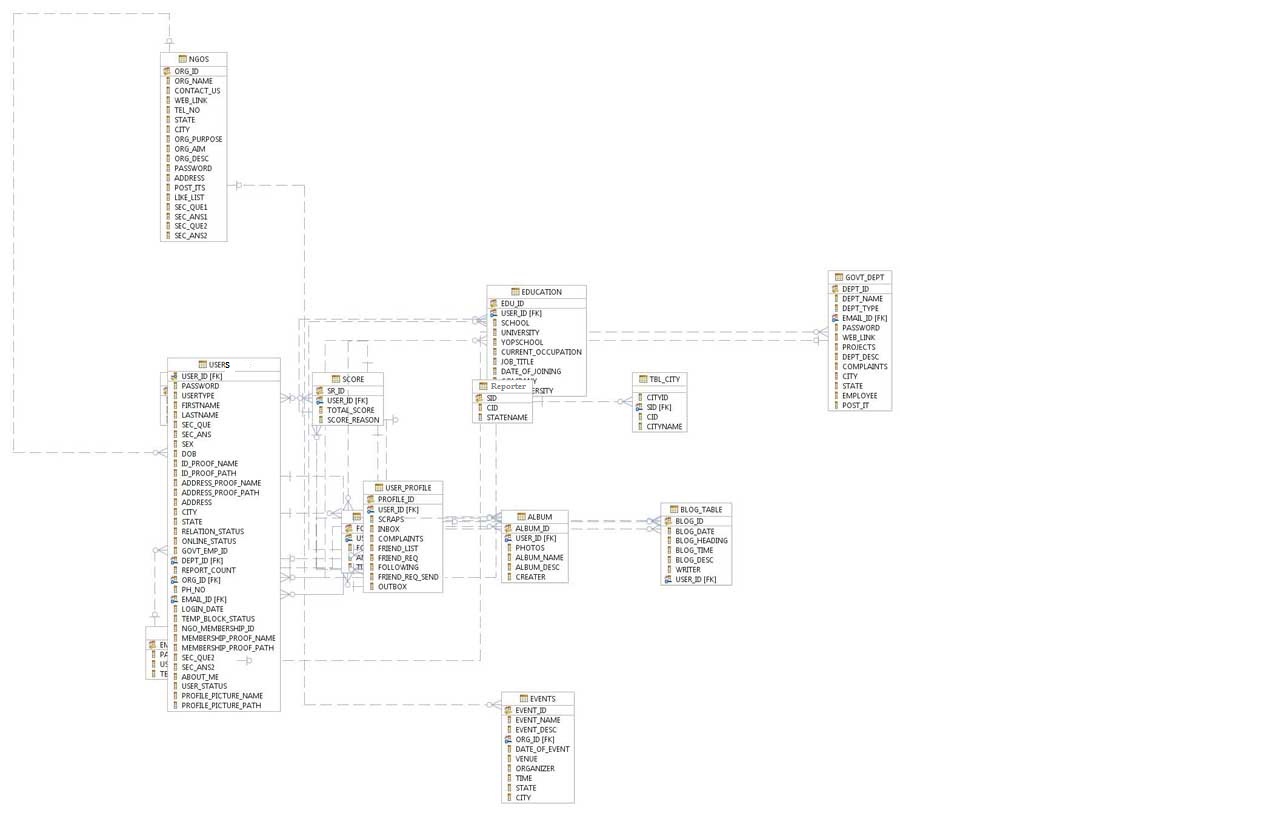 NGOS
ORG_ID
ORG_NAME
CONTACT_US
WEB_LINK
TEL_NO
STATE
CITY
ORG_PURPOSE
ORG_AIM
ORG_DESC
PASSWORD
ADDRESS
POST_ITS
LIKE_LIST
SEC_QUE1
SEC_ANS1
SEC_QUE2
SEC_ANS2
EDUCATION
EDU_ID
USER_ID [FK]
SCHOOL
UNIVERSITY
YOPSCHOOL
CURRENT_OCCUPATION
JOB_TITLE
DATE_OF_JOINING
GOVT_DEPT
DEPT_ID
DEPT_NAME
DEPT_TYPE
EMAIL_ID [FK]
PASSWORD
WEB_LINK
PROJECTS
DEPT_DESC
COMPLAINTS
CITY
STATE
EMPLOYEE
POST_IT
USERS
USER_ID [FK]
PASSWORD
USERTYPE
FIRSTNAME
LASTNAME
SEC_QUE
SEC_ANS
SEX
DOB
ID_PROOF_NAME
ID_PROOF_PATH
ADDRESS_PROOF_NAME
ADDRESS_PROOF_PATH
ADDRESS
CITY
STATE
RELATION_STATUS
ONLINE_STATUS
GOVT_EMP_ID
DEPT_ID [FK]
REPORT_COUNT
ORG_ID [FK]
PH_NO
EMAIL_ID [FK]
LOGIN_DATE
TEMP_BLOCK_STATUS
NGO_MEMBERSHIP_ID
MEMBERSHIP_PROOF_NAME
MEMBERSHIP_PROOF_PATH
SEC_QUE2
SEC_ANS2
ABOUT_ME
USER_STATUS
PROFILE_PICTURE_NAME
PROFILE_PICTURE_PATH
SCORE
SR_ID
USER_ID [FK]
TOTAL_SCORE
SCORE_REASON
Reporter
SID
CID
STATENAME
TBL_CITY
CITYID
SID [FK]
CID
CITYNAME
USER_PROFILE
PROFILE_ID
USER_ID [FK]
SCRAPS
INBOX
COMPLAINTS
FRIEND_LIST
FRIEND_REQ
FOLLOWING
FRIEND_REQ_SEND
OUTBOX
ALBUM
ALBUM_ID
USER_ID [FK]
PHOTOS
ALBUM_NAME
ALBUM_DESC
CREATER
BLOG_TABLE
BLOG_ID
BLOG_DATE
BLOG_HEADING
BLOG_TIME
BLOG_DESC
WRITER
USER_ID [FK]
EVENTS
EVENT_ID
EVENT_NAME
EVENT_DESC
ORG_ID [FK]
DATE_OF_EVENT
VENUE
ORGANIZER
TIME
STATE
CITY